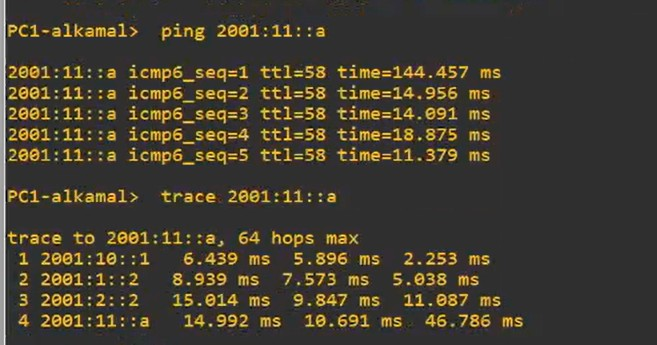 PC1-alkamal> ping 2001:11::a
2001:11::a icmp6_seq=1 ttl=58 time=144.457 ms
2001:11::a icmp6_seq=2 ttl=58 time=14.956 ms
2001:11::a icmp6_seq=3 ttl=58 time=14.091 ms
2001:11::a icmp6_seq=4 ttl=58 time=18.875 ms
2001:11::a icmp6_seq=5 ttl=58 time=11.379 ms
PC1-alkamal> trace 2001:11::a
trace to 2001:11::a, 64 hops max
1 2001:10::1 6.439 ms 5.896 ms 2.253 ms
2 2001:1::2 8.939 ms 7.573 ms 5.038 ms
3 2001:2::2 15.014 ms 9.847 ms 11.087 ms
4 2001:11::a 14.992 ms 10.691 ms 46.786 ms